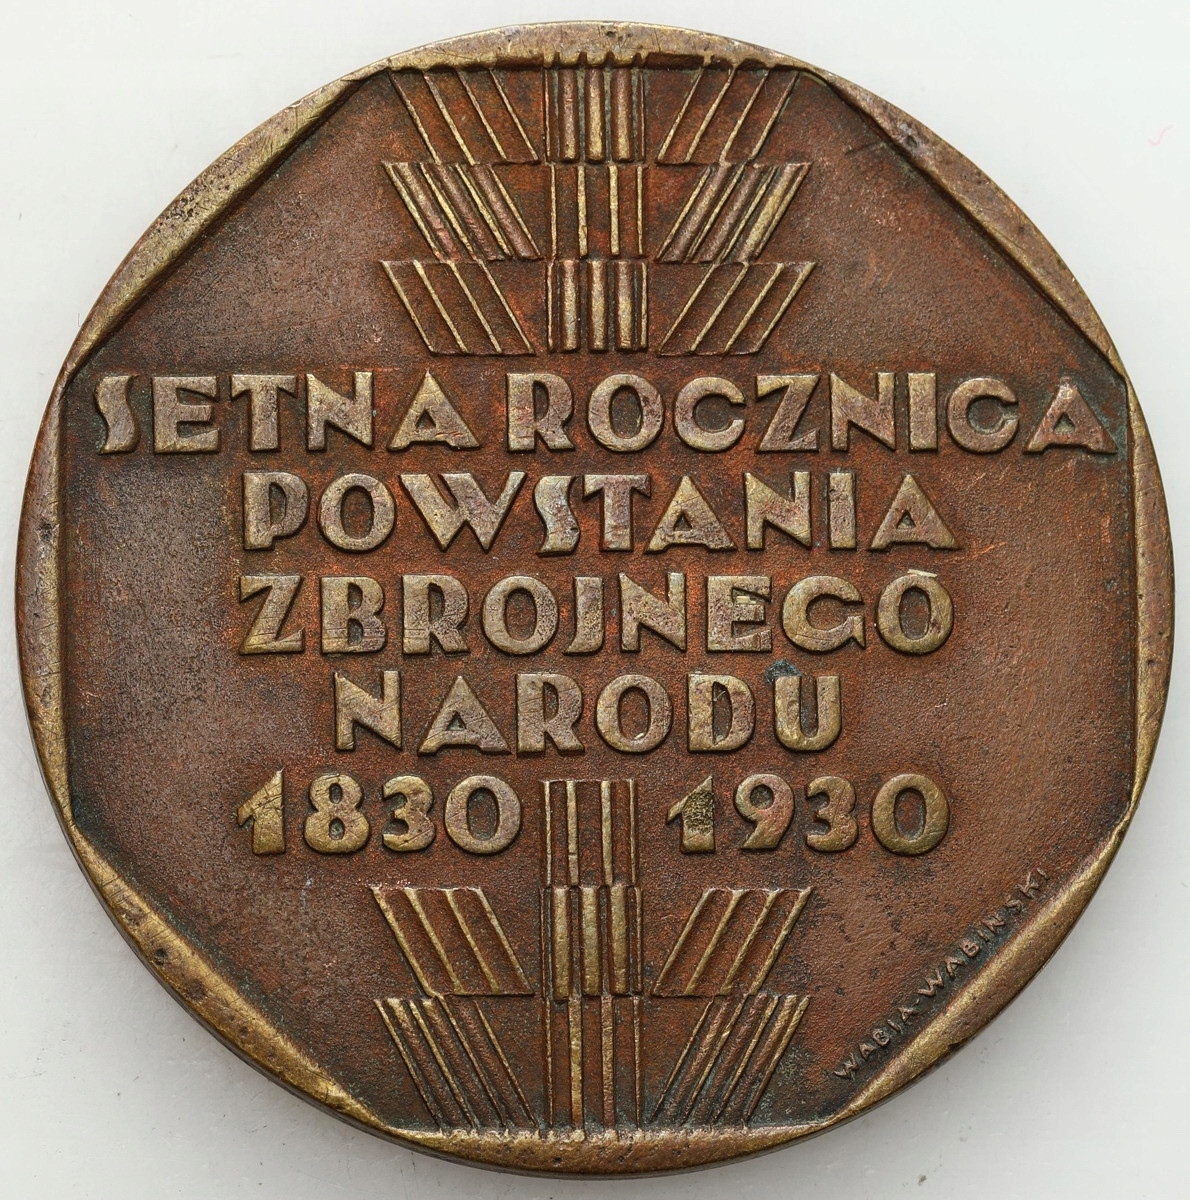 SETNA ROCZNICA
POWSTANIA
ZBROJNEGO
NARODU
1830 1930
WABIA-WABIŃSKI